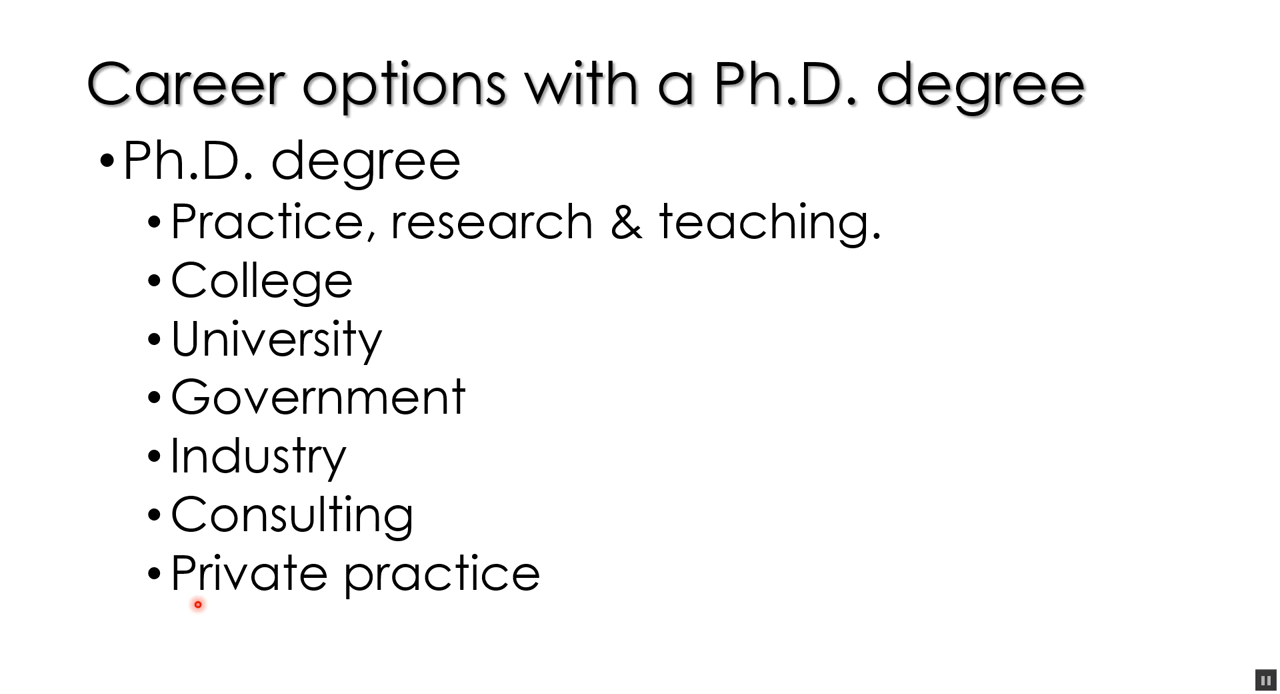 Career options with a Ph.D. degree
•Ph.D. degree
•Practice, research & teaching.
•College
•University
•Government
•Industry
•Consulting
•Private practice